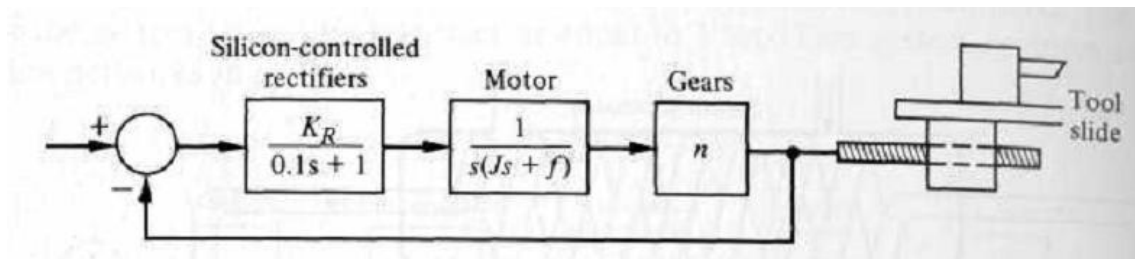 Silicon-controlled
rectifiers
Motor
Gears
Tool
slide
+
K_R
0.1s + 1
1
s(Js + f)
n
−